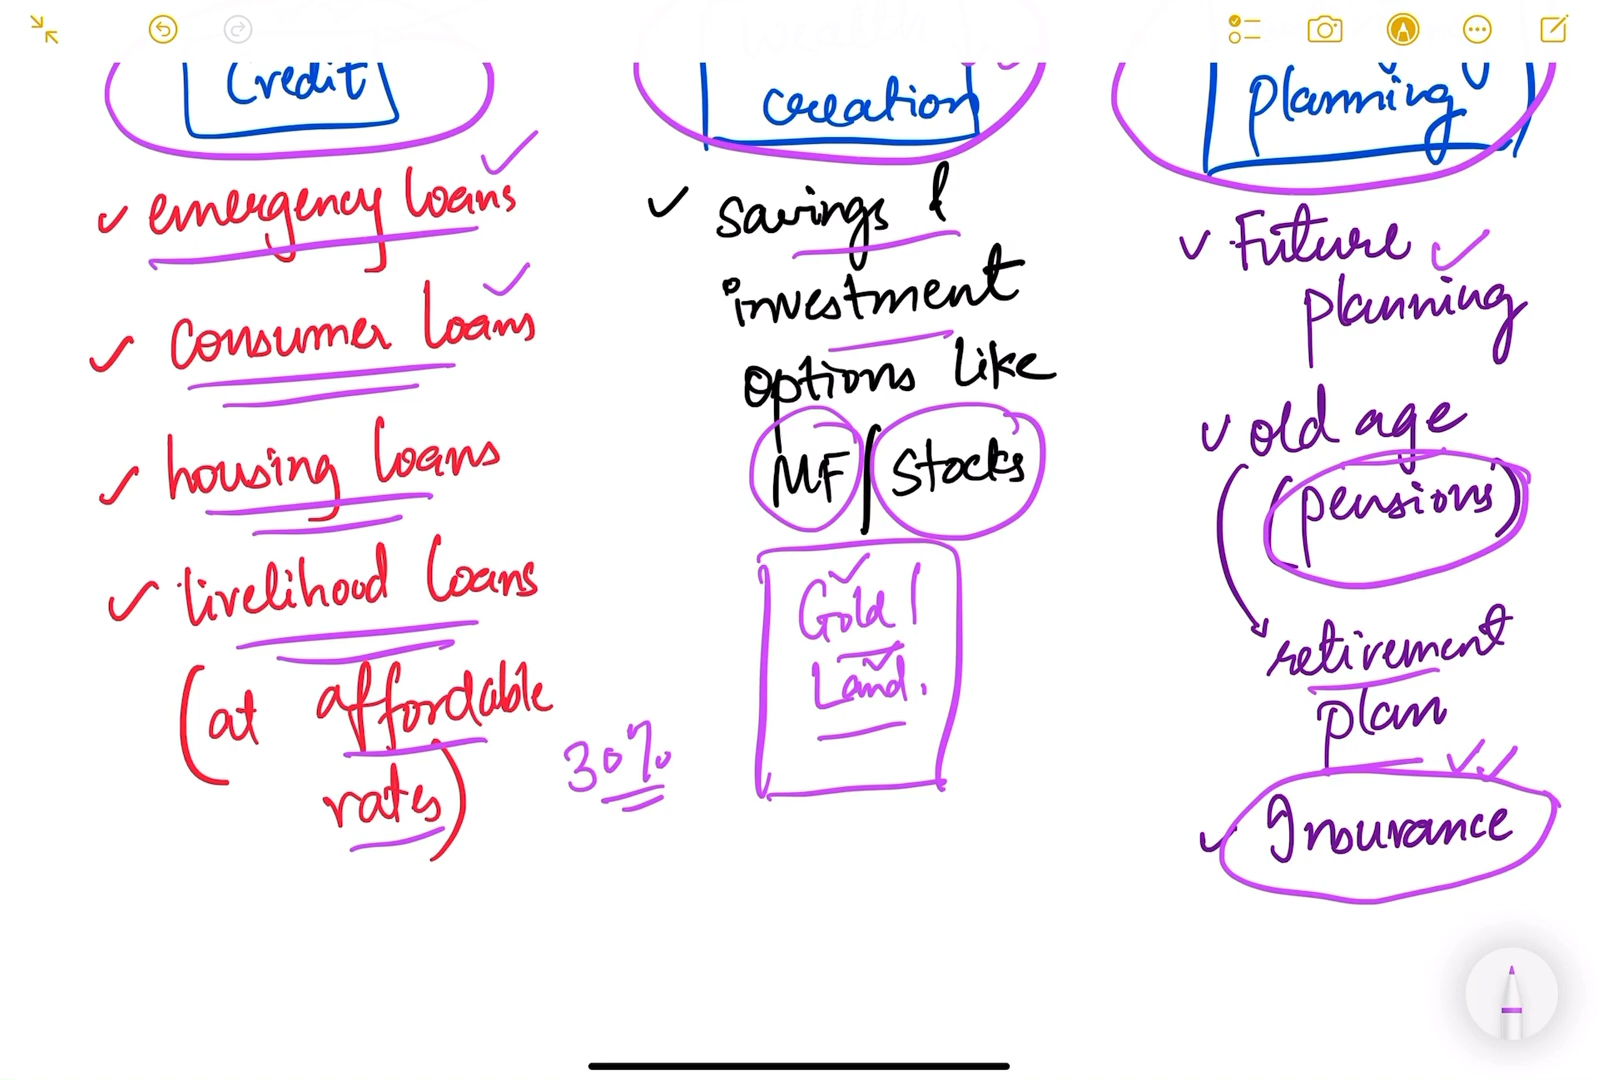 Credit
✓ emergency loans ✓
✓ consumer loans ✓
✓ housing loans
✓ livelihood loans
(at affordable
rates)
30%
creation
✓ savings &
investment
options like
MF / Stocks
Gold /
Land.
planning
✓ Future ✓
planning
✓ old age
(pensions)
retirement
plan
✓ Insurance